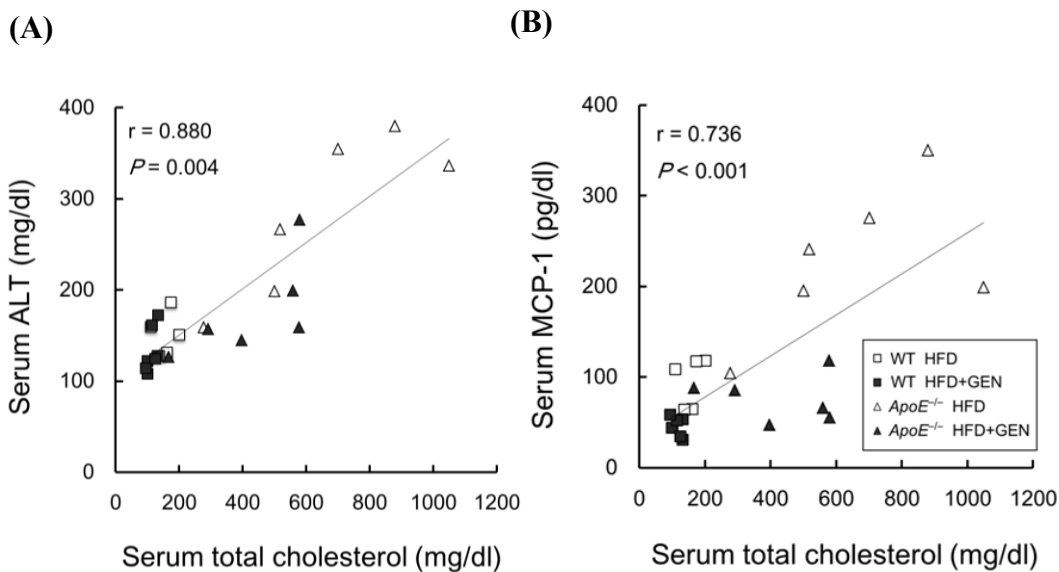 (A)
r = 0.880
P = 0.004
400
300
200
100
0
0 200 400 600 800 1000 1200
Serum ALT (mg/dl)
Serum total cholesterol (mg/dl)
(B)
r = 0.736
P < 0.001
400
300
200
100
0
0 200 400 600 800 1000 1200
Serum MCP-1 (pg/dl)
Serum total cholesterol (mg/dl)
WT HFD
WT HFD+GEN
ApoE–/– HFD
ApoE–/– HFD+GEN